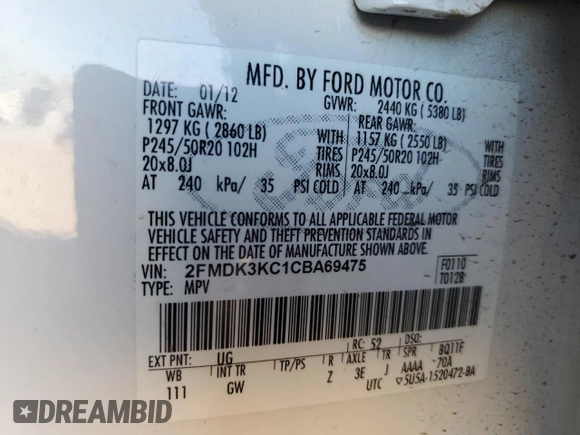 MFD. BY FORD MOTOR CO.
DATE: 01/12 GVWR: 2440 KG ( 5380 LB)
FRONT GAWR: REAR GAWR:
1297 KG ( 2860 LB) WITH 1157 KG ( 2550 LB) WITH
P245/50R20 102H TIRES P245/50R20 102H TIRES
20x8.0J RIMS 20x8.0J RIMS
AT 240 kPa/ 35 PSI COLD AT 240 kPa/ 35 PSI COLD
THIS VEHICLE CONFORMS TO ALL APPLICABLE FEDERAL MOTOR
VEHICLE SAFETY AND THEFT PREVENTION STANDARDS IN
EFFECT ON THE DATE OF MANUFACTURE SHOWN ABOVE.
VIN: 2FMDK3KC1CBA69475 F0110
TYPE: MPV T0128
RC: 52 DSO:
EXT PNT: UG BQ11F
WB INT TR TP/PS R AXLE TR SPR
111 GW Z 3E J AAAA 70A
UTC 5U5A-1520472-BA
Ford
DREAMBID